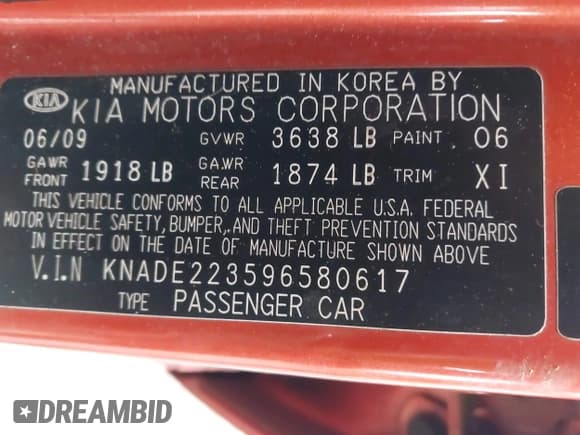 MANUFACTURED IN KOREA BY
KIA KIA MOTORS CORPORATION
06/09 GVWR 3638 LB PAINT 06
GAWR FRONT 1918 LB GA.WR REAR 1874 LB TRIM XI
THIS VEHICLE CONFORMS TO ALL APPLICABLE U.S.A. FEDERAL
MOTOR VEHICLE SAFETY, BUMPER, AND THEFT PREVENTION STANDARDS
IN EFFECT ON THE DATE OF MANUFACTURE SHOWN ABOVE
V.I.N KNADE223596580617
TYPE PASSENGER CAR
DREAMBID